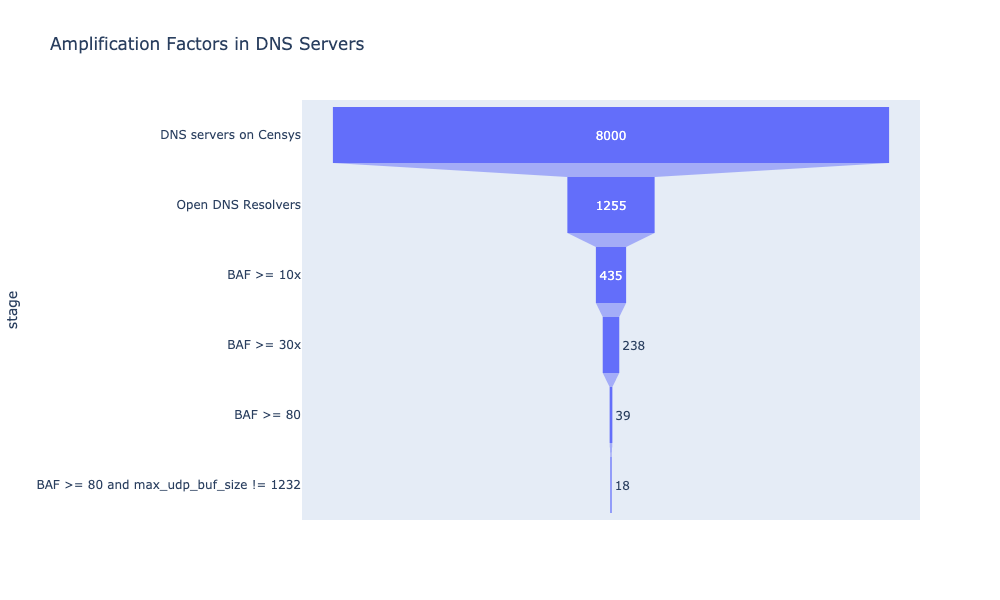 Amplification Factors in DNS Servers
DNS servers on Censys
8000
Open DNS Resolvers
1255
BAF >= 10x
435
BAF >= 30x
238
stage
BAF >= 80
39
BAF >= 80 and max_udp_buf_size != 1232
18